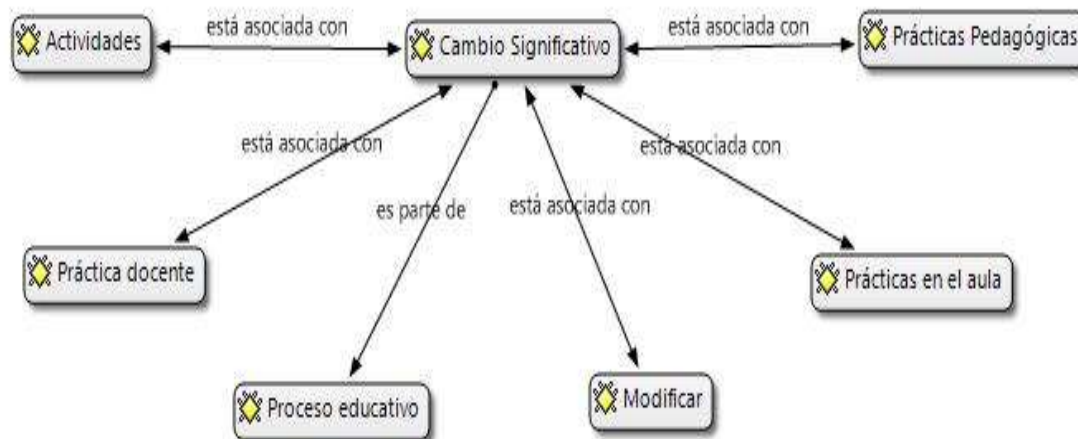 está asociada con
está asociada con
Actividades
Cambio Significativo
Prácticas Pedagógicas
está asociada con
está asociada con
es parte de
está asociada con
Práctica docente
Prácticas en el aula
Proceso educativo
Modificar